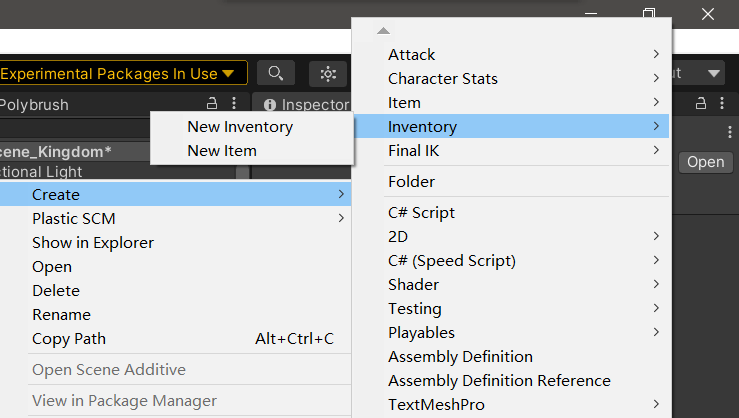 Experimental Packages In Use
Polybrush
Inspector
ut
cene_Kingdom*
ctional Light
Open
New Inventory
New Item
Create
Plastic SCM
Show in Explorer
Open
Delete
Rename
Copy Path Alt+Ctrl+C
Open Scene Additive
View in Package Manager
Attack
Character Stats
Item
Inventory
Final IK
Folder
C# Script
2D
C# (Speed Script)
Shader
Testing
Playables
Assembly Definition
Assembly Definition Reference
TextMeshPro